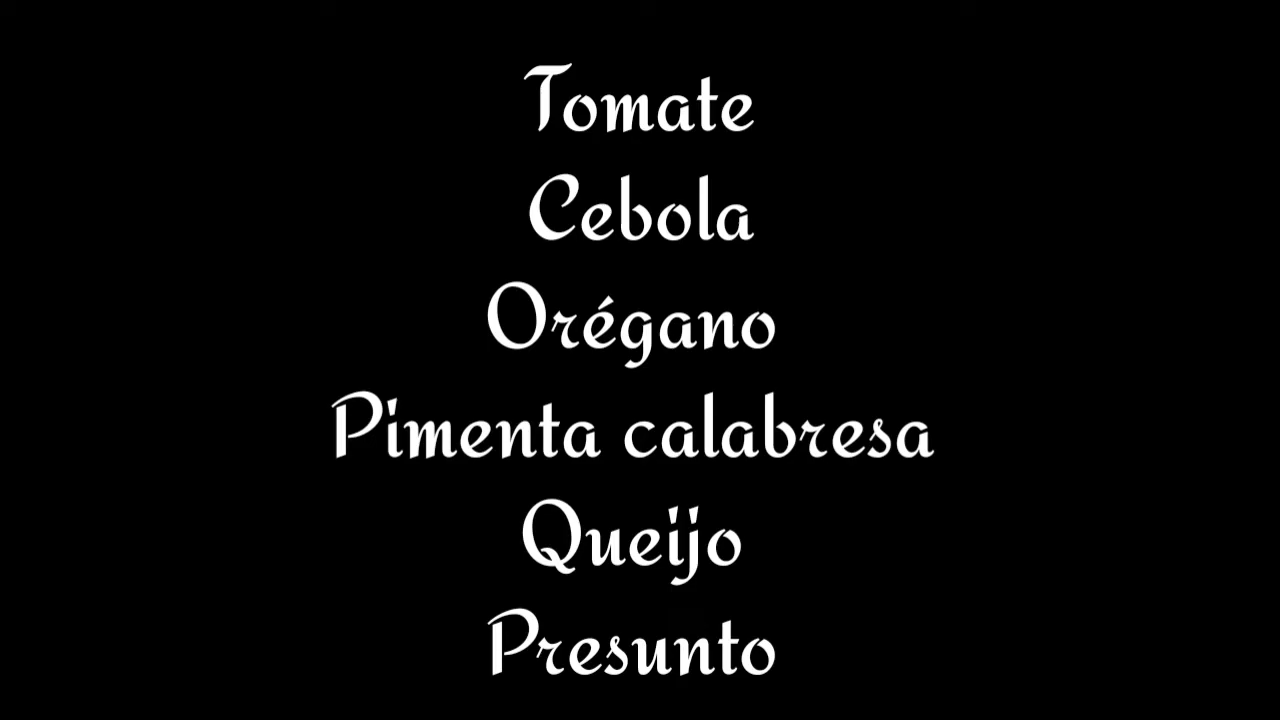 Tomate
Cebola
Orégano
Pimenta calabresa
Queijo
Presunto